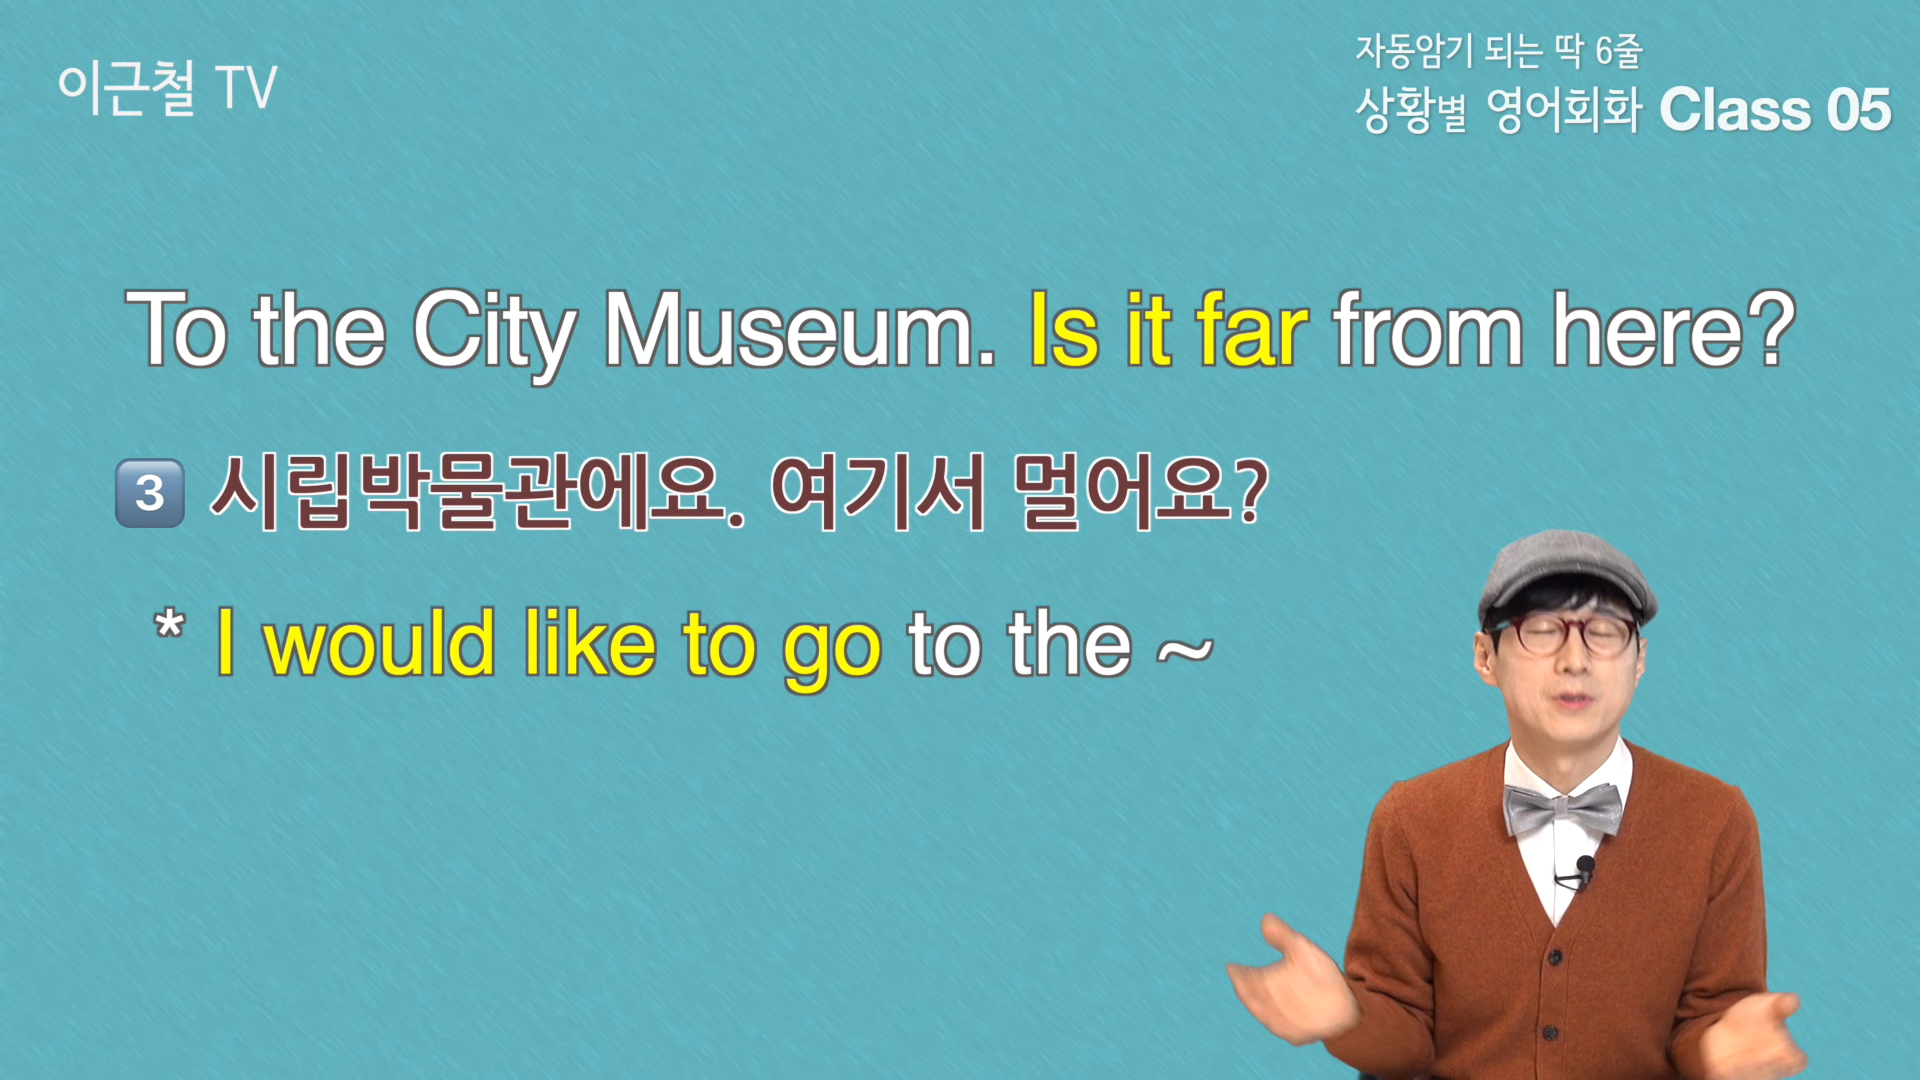 이근철 TV
자동암기 되는 딱 6줄
상황별 영어회화 Class 05
To the City Museum. Is it far from here?
3 시립박물관에요. 여기서 멀어요?
* I would like to go to the ~